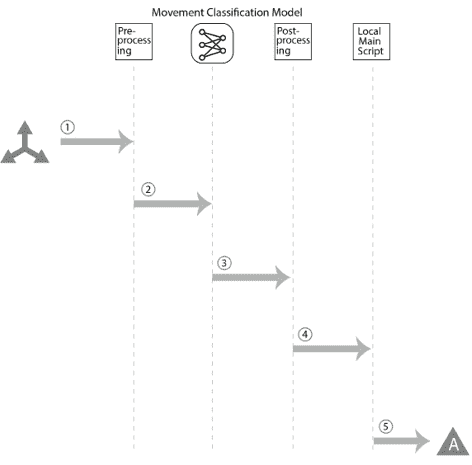 Movement Classification Model
Pre-
process
ing
Post-
process
ing
Local
Main
Script
1
2
3
4
5
A